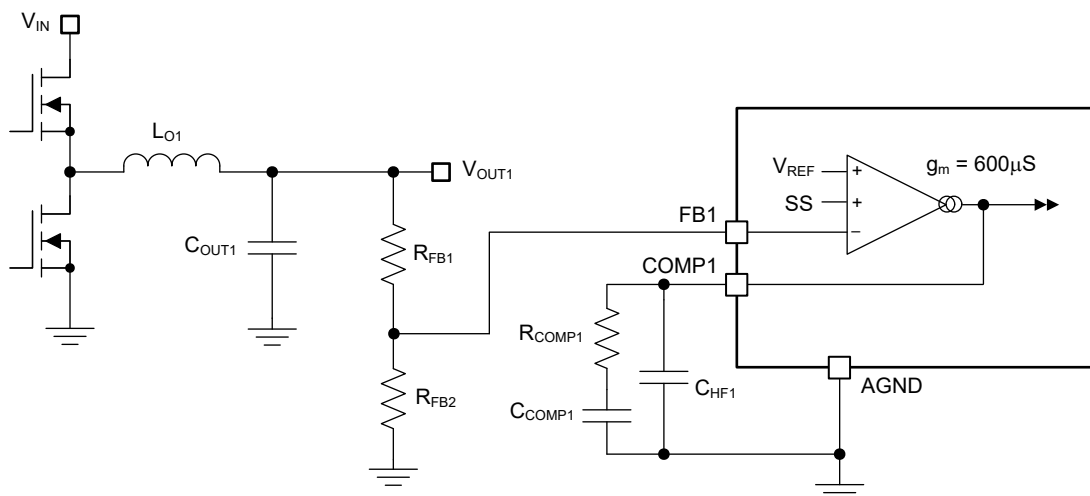 VIN
LO1
VOUT1
COUT1
RFB1
RFB2
FB1
COMP1
RCOMP1
CCOMP1
CHF1
VREF
SS
+
+
−
gm = 600μS
AGND